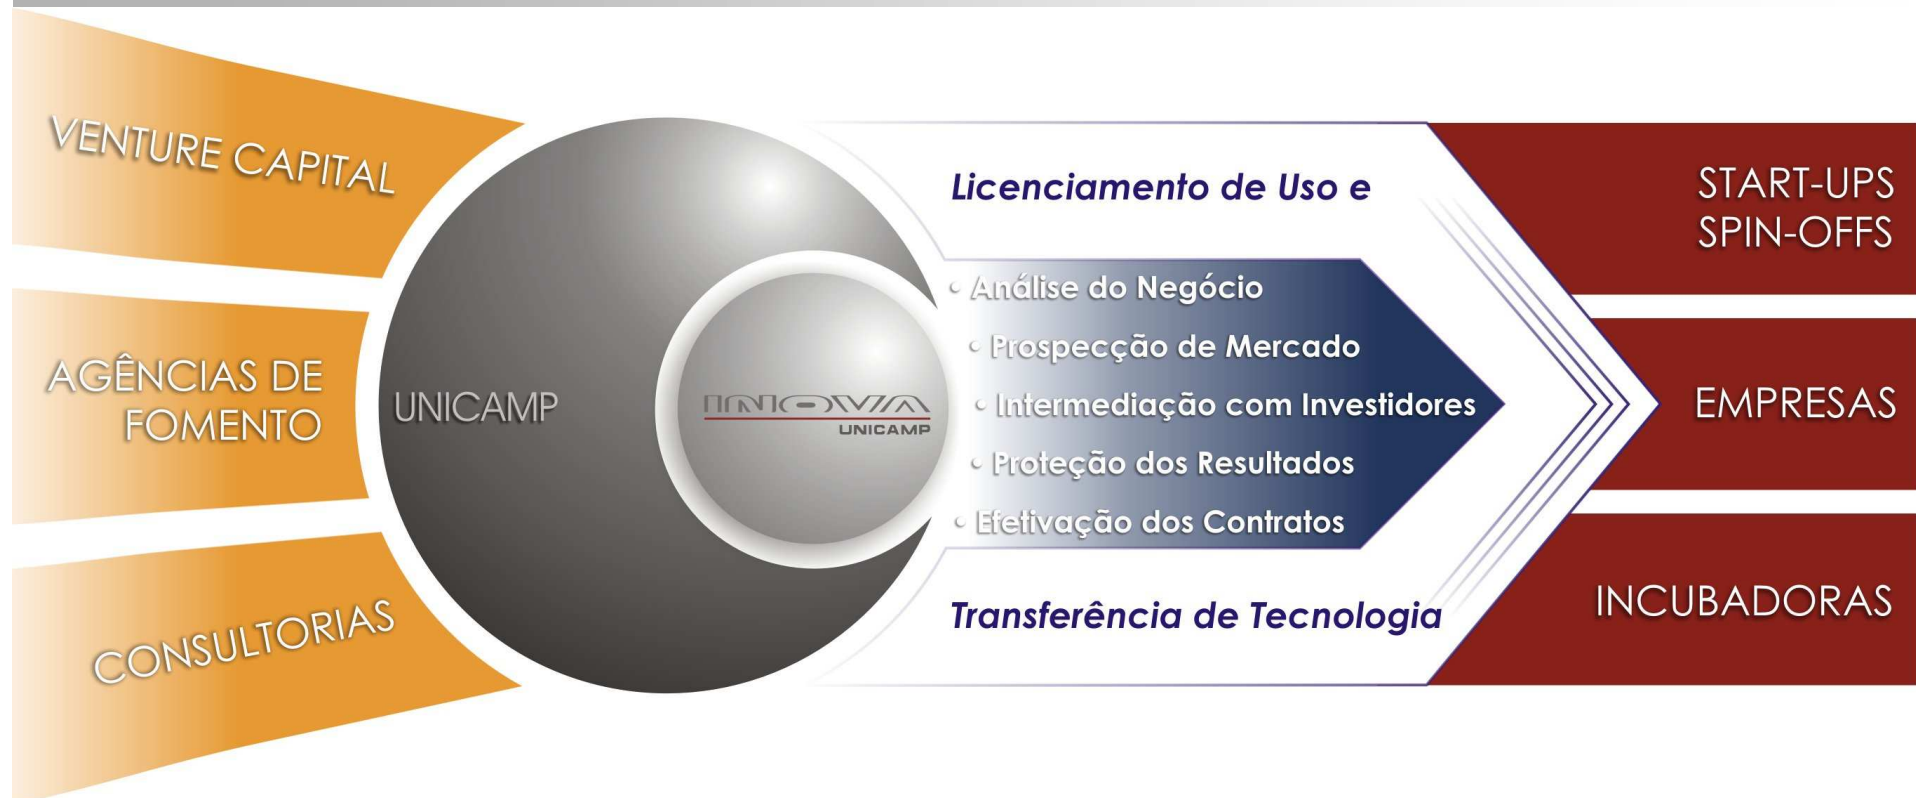 VENTURE CAPITAL
AGÊNCIAS DE
FOMENTO
CONSULTORIAS
UNICAMP
INOVA
UNICAMP
Licenciamento de Uso e
• Análise do Negócio
• Prospecção de Mercado
• Intermediação com Investidores
• Proteção dos Resultados
• Efetivação dos Contratos
Transferência de Tecnologia
START-UPS
SPIN-OFFS
EMPRESAS
INCUBADORAS